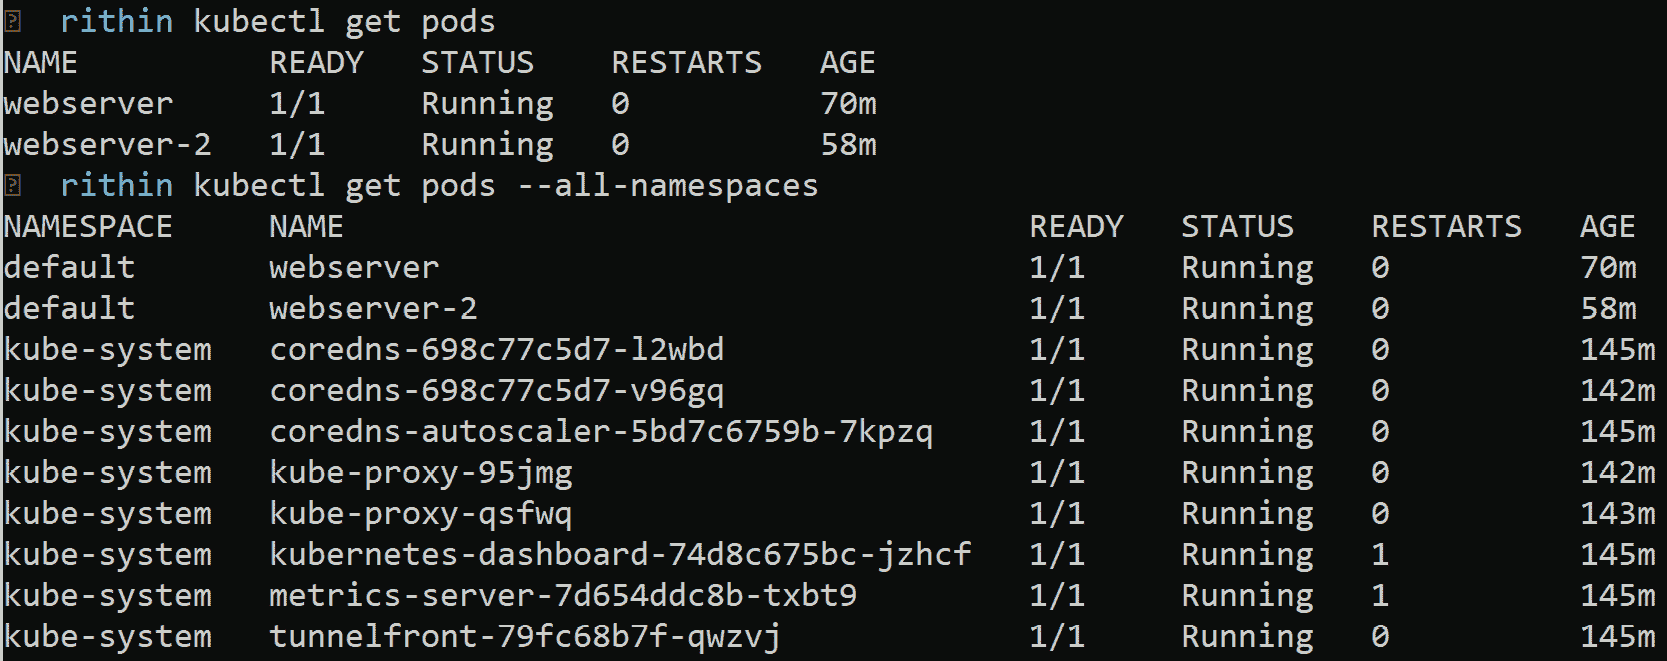 rithin kubectl get pods
NAME READY STATUS RESTARTS AGE
webserver 1/1 Running 0 70m
webserver-2 1/1 Running 0 58m
rithin kubectl get pods --all-namespaces
NAMESPACE NAME READY STATUS RESTARTS AGE
default webserver 1/1 Running 0 70m
default webserver-2 1/1 Running 0 58m
kube-system coredns-698c77c5d7-l2wbd 1/1 Running 0 145m
kube-system coredns-698c77c5d7-v96gq 1/1 Running 0 142m
kube-system coredns-autoscaler-5bd7c6759b-7kpzq 1/1 Running 0 145m
kube-system kube-proxy-95jmg 1/1 Running 0 142m
kube-system kube-proxy-qsfwq 1/1 Running 0 143m
kube-system kubernetes-dashboard-74d8c675bc-jzhcf 1/1 Running 1 145m
kube-system metrics-server-7d654ddc8b-txbt9 1/1 Running 1 145m
kube-system tunnelfront-79fc68b7f-qwzvj 1/1 Running 0 145m